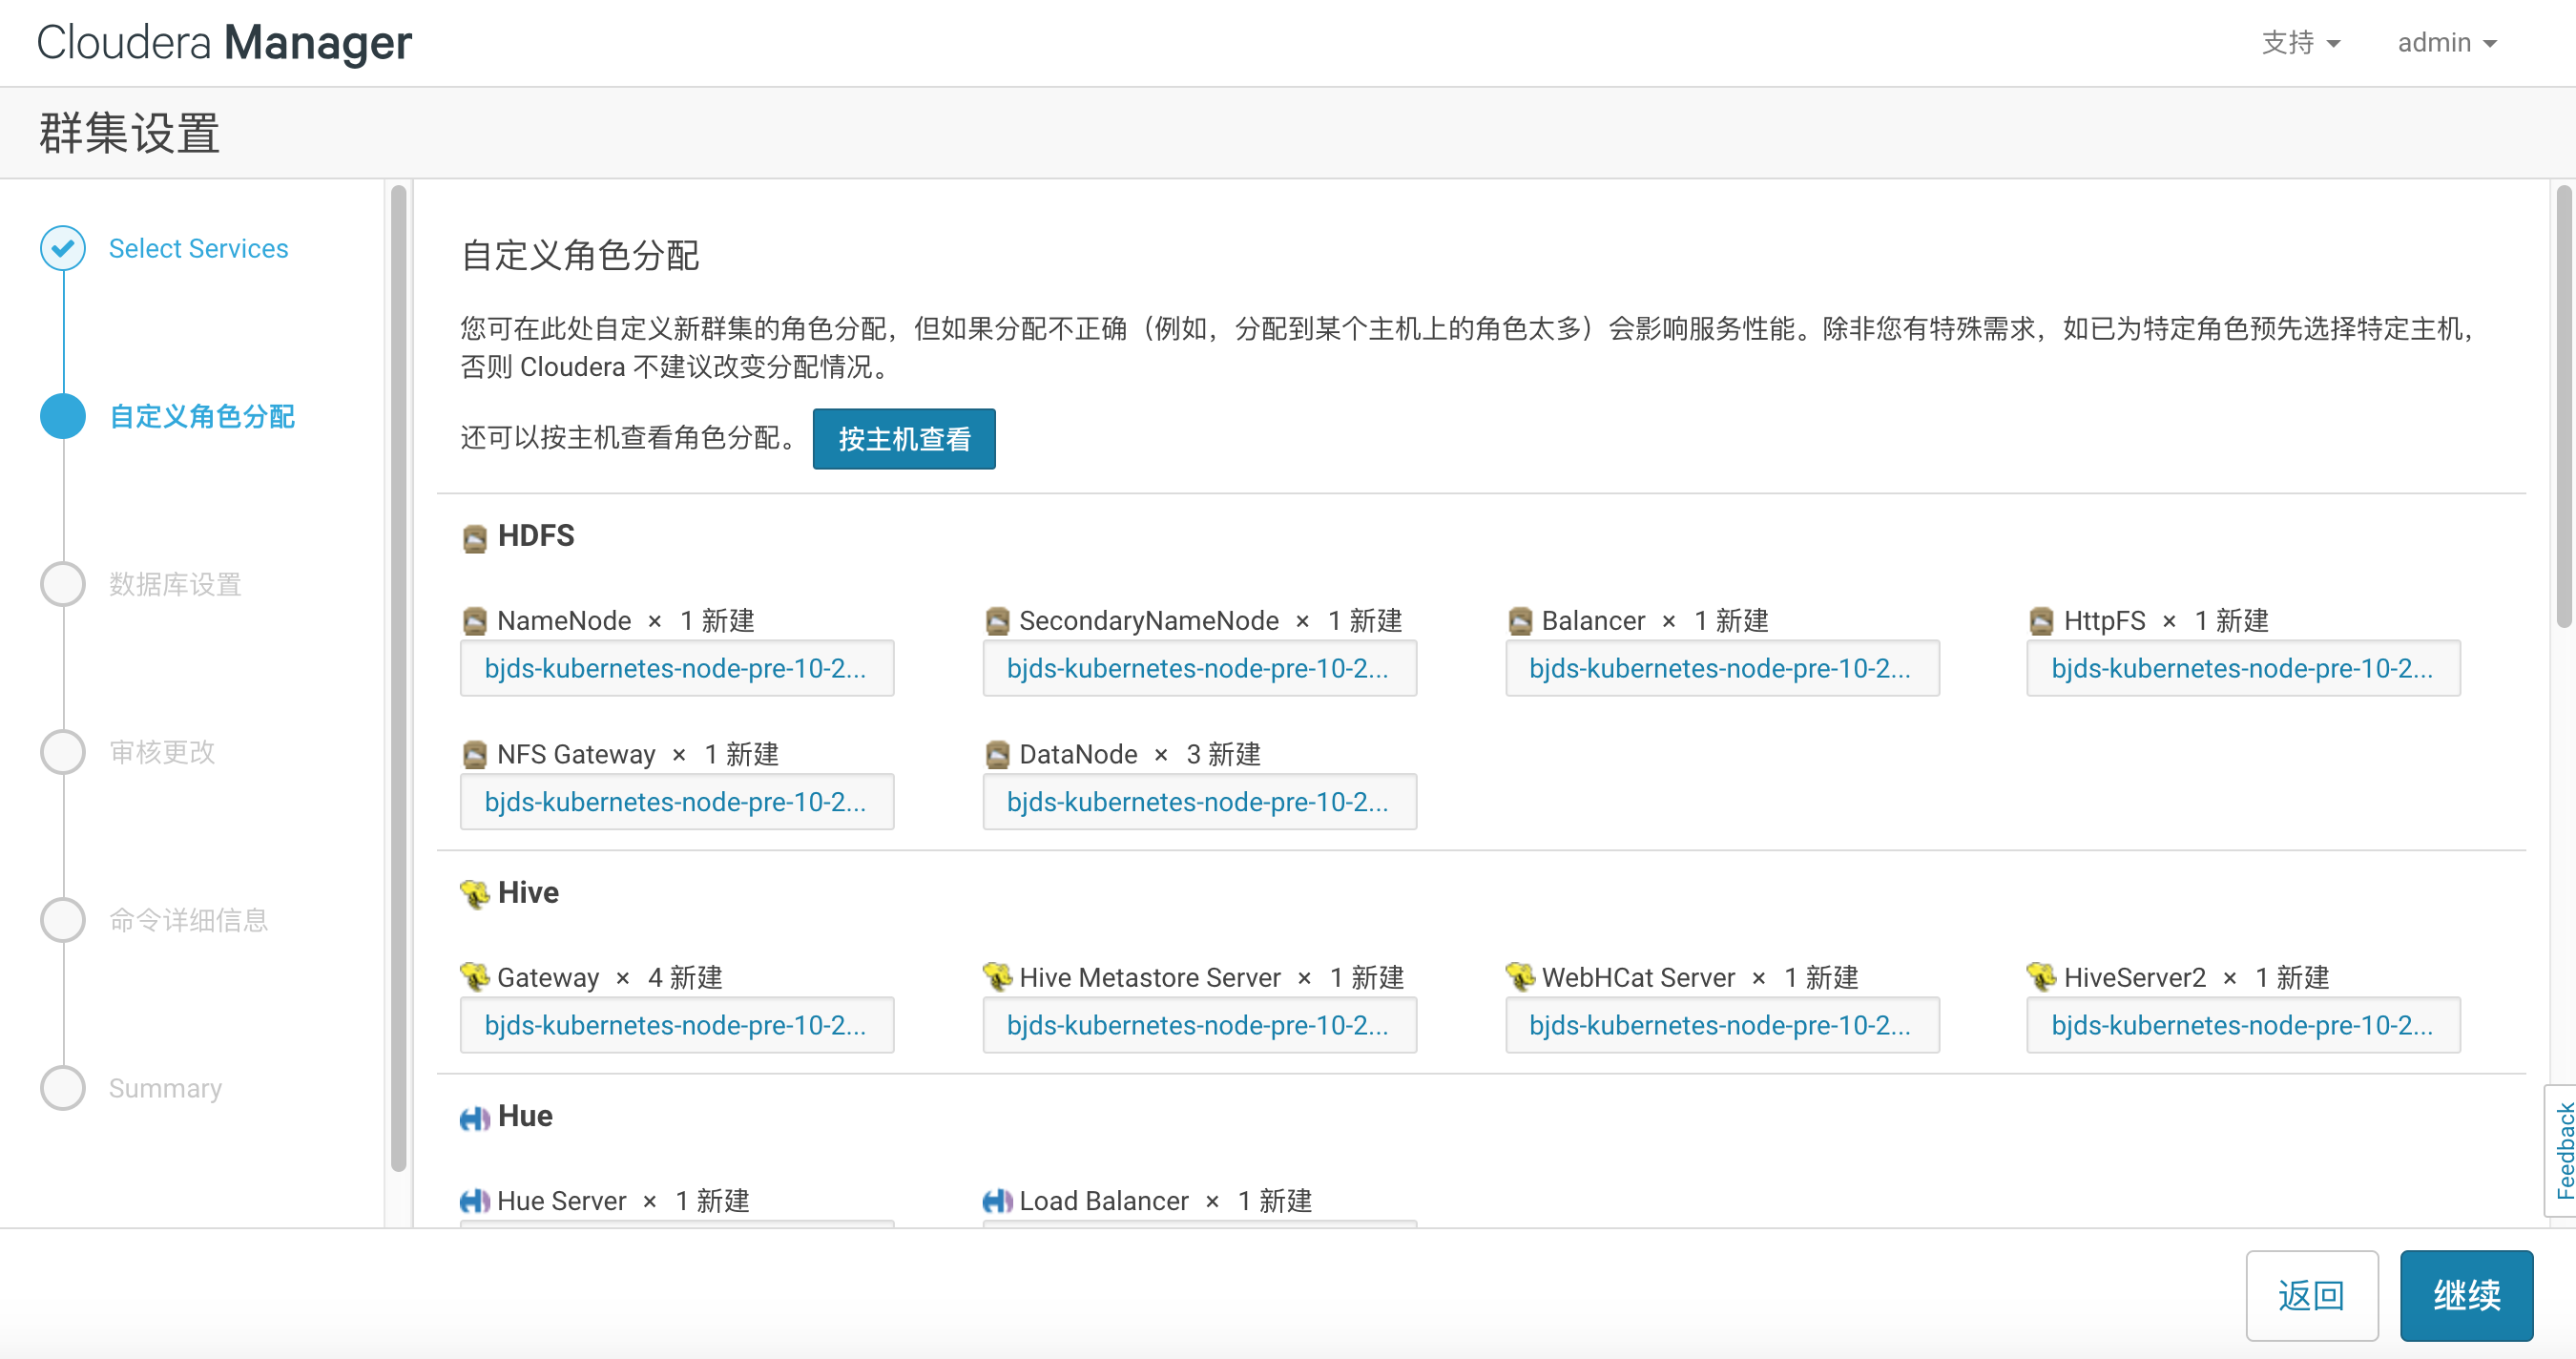 Cloudera Manager
支持
admin
群集设置
Select Services
自定义角色分配
数据库设置
审核更改
命令详细信息
Summary
自定义角色分配
您可在此处自定义新群集的角色分配，但如果分配不正确（例如，分配到某个主机上的角色太多）会影响服务性能。除非您有特殊需求，如已为特定角色预先选择特定主机，
否则 Cloudera 不建议改变分配情况。
还可以按主机查看角色分配。 按主机查看
HDFS
NameNode × 1 新建
SecondaryNameNode × 1 新建
Balancer × 1 新建
HttpFS × 1 新建
bjds-kubernetes-node-pre-10-2...
bjds-kubernetes-node-pre-10-2...
bjds-kubernetes-node-pre-10-2...
bjds-kubernetes-node-pre-10-2...
NFS Gateway × 1 新建
DataNode × 3 新建
bjds-kubernetes-node-pre-10-2...
bjds-kubernetes-node-pre-10-2...
Hive
Gateway × 4 新建
Hive Metastore Server × 1 新建
WebHCat Server × 1 新建
HiveServer2 × 1 新建
bjds-kubernetes-node-pre-10-2...
bjds-kubernetes-node-pre-10-2...
bjds-kubernetes-node-pre-10-2...
bjds-kubernetes-node-pre-10-2...
Hue
Hue Server × 1 新建
Load Balancer × 1 新建
Feedback
返回
继续